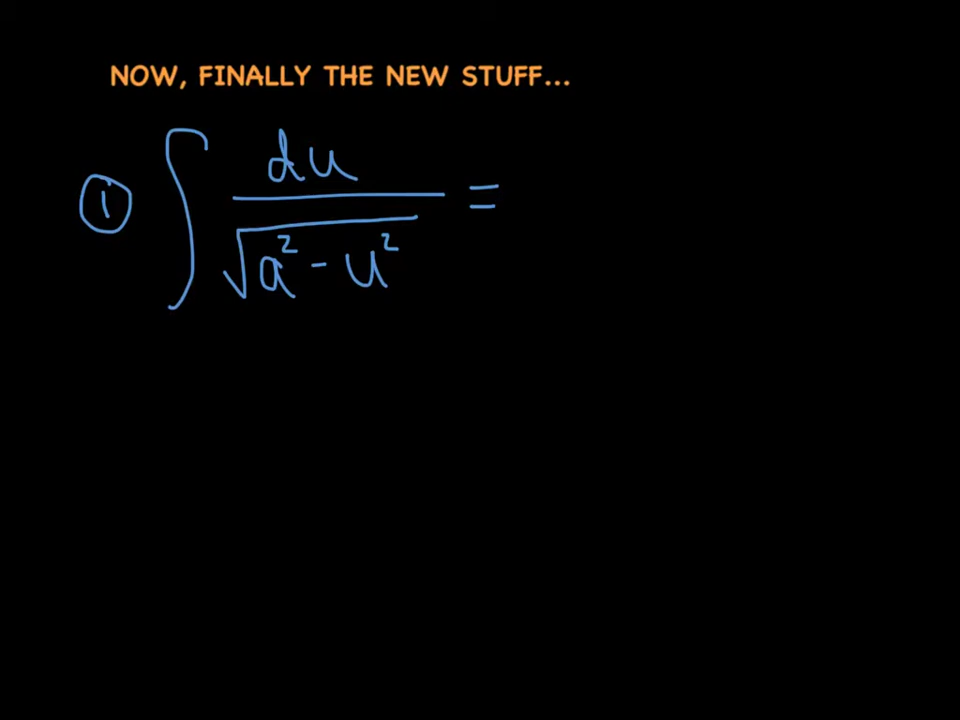 NOW, FINALLY THE NEW STUFF...
① ∫ du / √(a² - u²) =